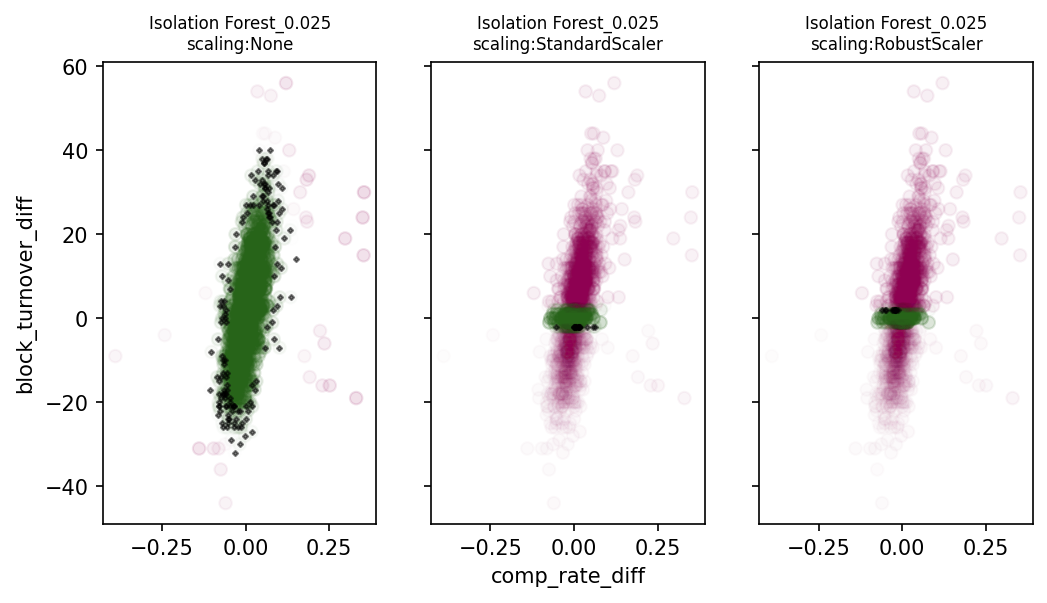 Isolation Forest_0.025
scaling:None
Isolation Forest_0.025
scaling:StandardScaler
Isolation Forest_0.025
scaling:RobustScaler
block_turnover_diff
60
40
20
0
−20
−40
−0.25 0.00 0.25
−0.25 0.00 0.25
−0.25 0.00 0.25
comp_rate_diff